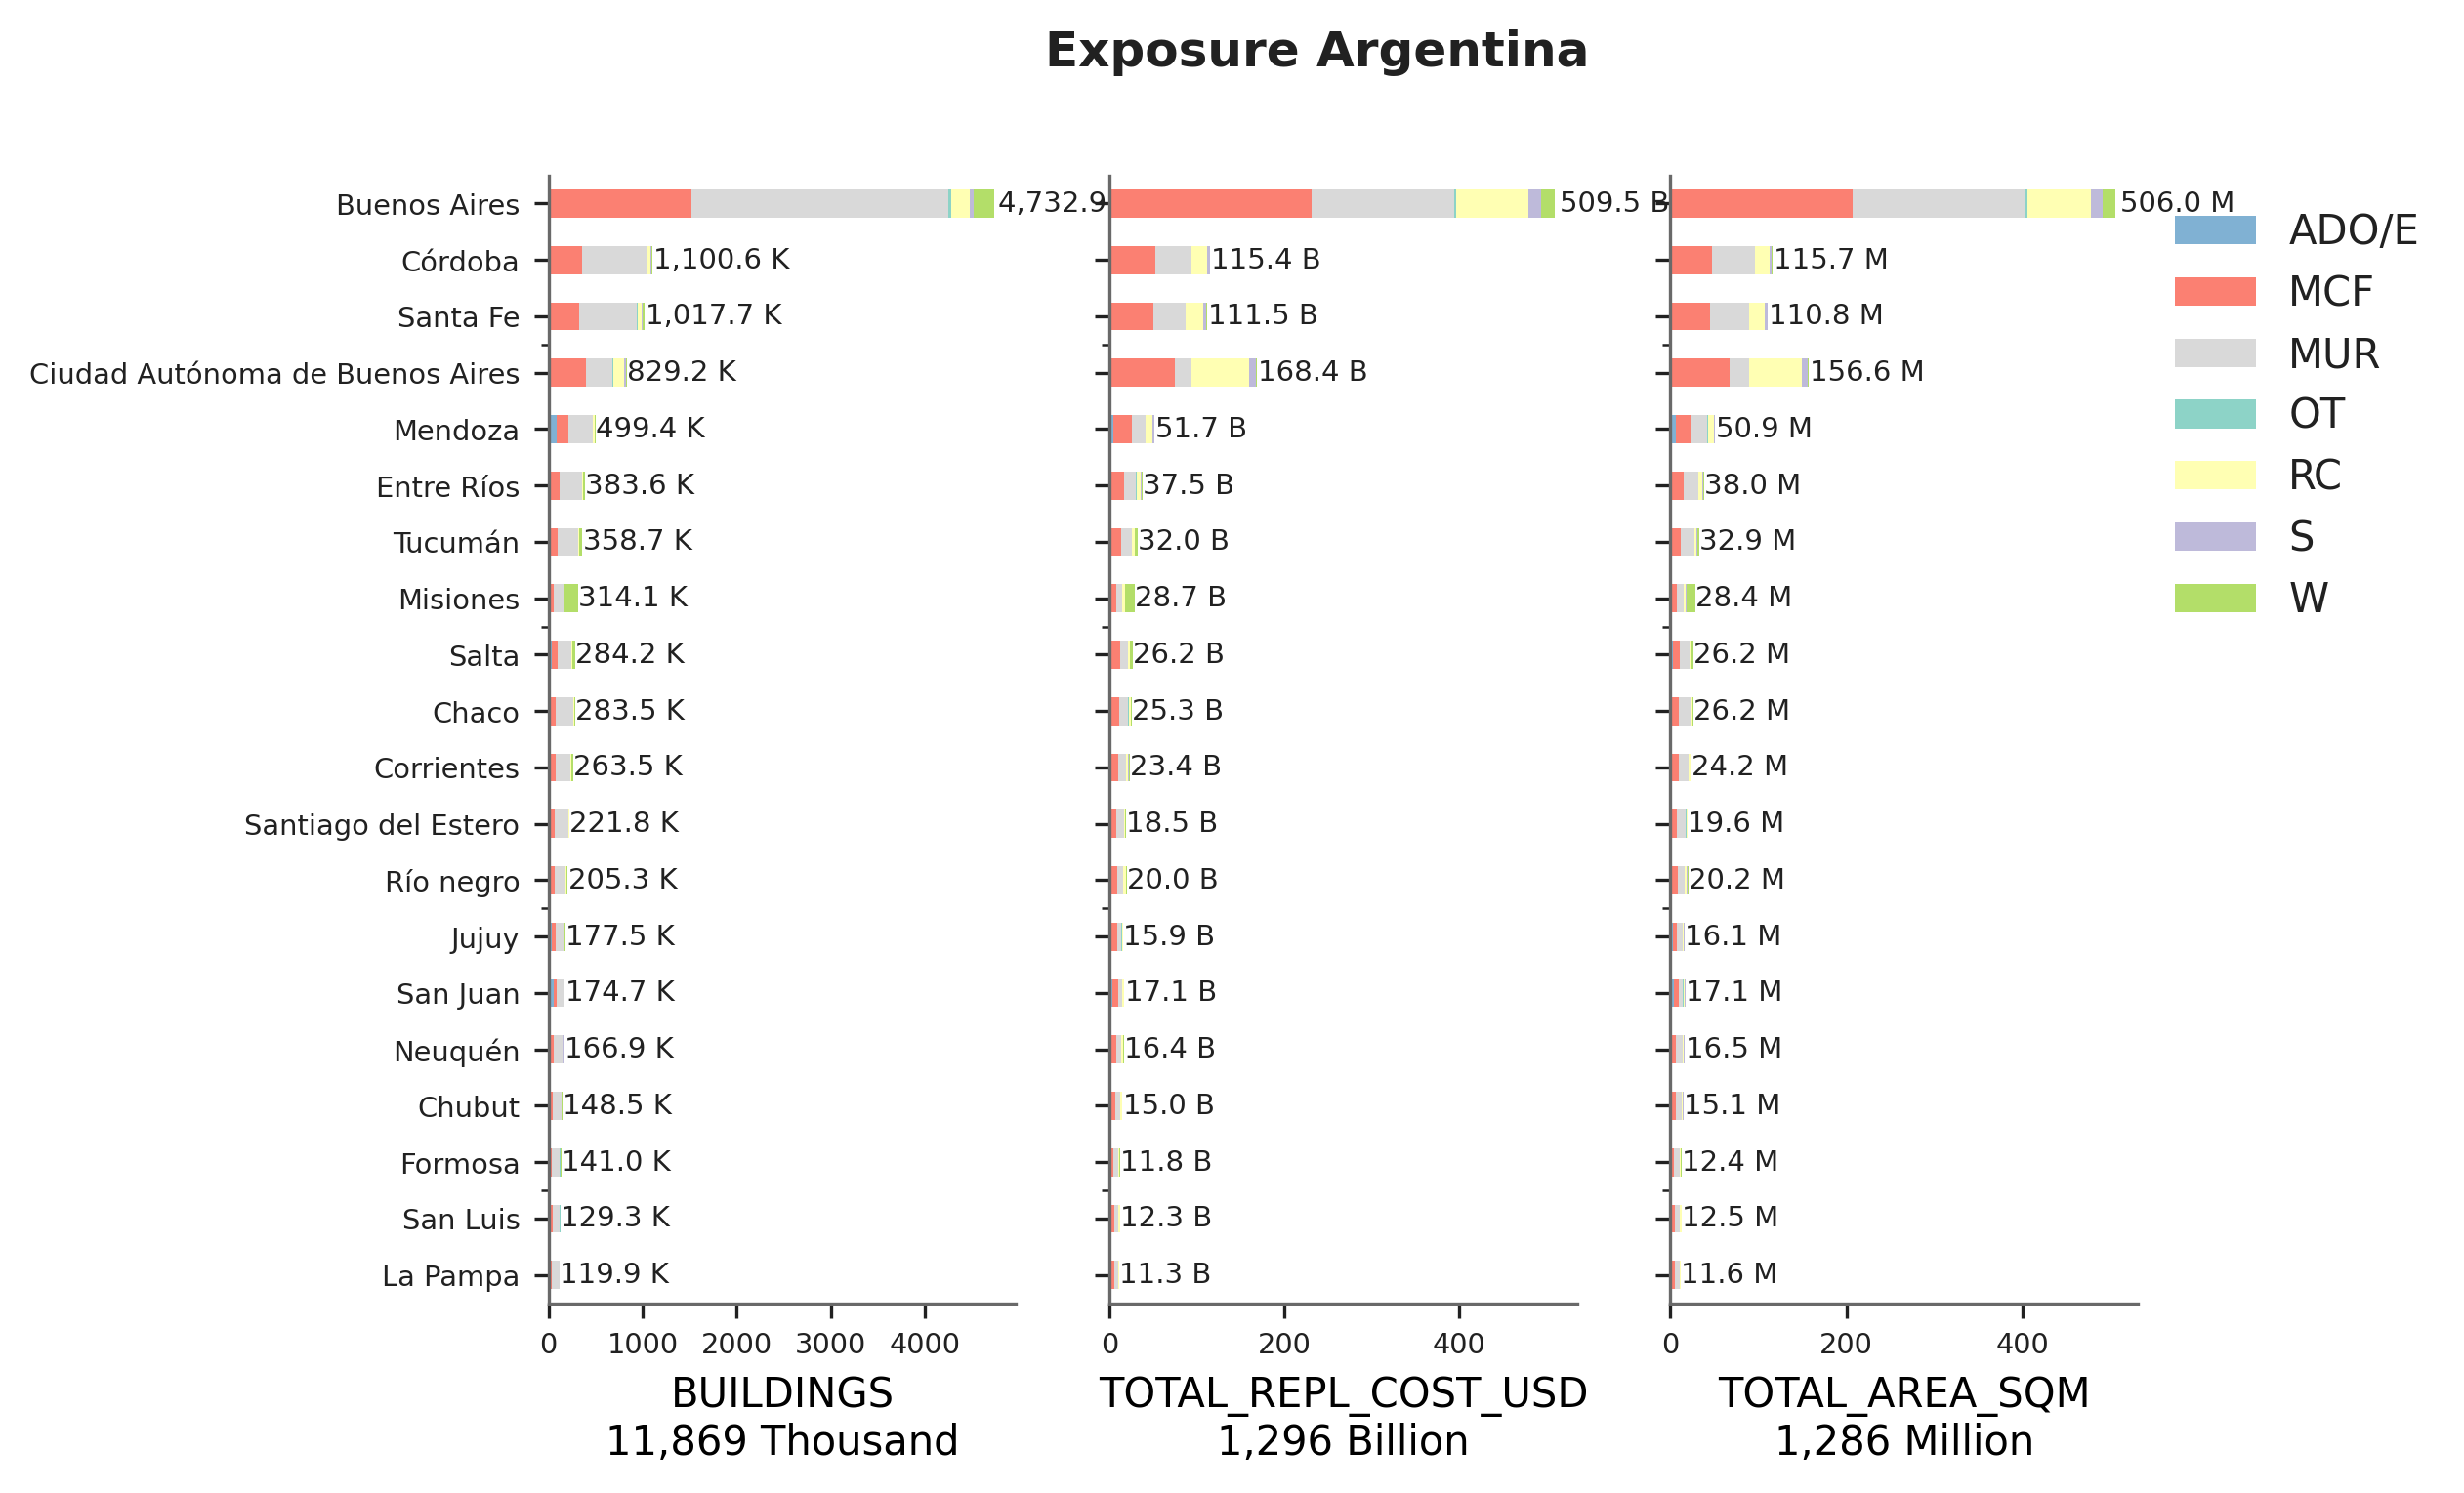 Exposure Argentina
Buenos Aires 4,732.9 509.5 B 506.0 M
Córdoba 1,100.6 K 115.4 B 115.7 M
Santa Fe 1,017.7 K 111.5 B 110.8 M
Ciudad Autónoma de Buenos Aires 829.2 K 168.4 B 156.6 M
Mendoza 499.4 K 51.7 B 50.9 M
Entre Ríos 383.6 K 37.5 B 38.0 M
Tucumán 358.7 K 32.0 B 32.9 M
Misiones 314.1 K 28.7 B 28.4 M
Salta 284.2 K 26.2 B 26.2 M
Chaco 283.5 K 25.3 B 26.2 M
Corrientes 263.5 K 23.4 B 24.2 M
Santiago del Estero 221.8 K 18.5 B 19.6 M
Río negro 205.3 K 20.0 B 20.2 M
Jujuy 177.5 K 15.9 B 16.1 M
San Juan 174.7 K 17.1 B 17.1 M
Neuquén 166.9 K 16.4 B 16.5 M
Chubut 148.5 K 15.0 B 15.1 M
Formosa 141.0 K 11.8 B 12.4 M
San Luis 129.3 K 12.3 B 12.5 M
La Pampa 119.9 K 11.3 B 11.6 M
0 1000 2000 3000 4000
BUILDINGS
11,869 Thousand
0 200 400
TOTAL_REPL_COST_USD
1,296 Billion
0 200 400
TOTAL_AREA_SQM
1,286 Million
ADO/E
MCF
MUR
OT
RC
S
W